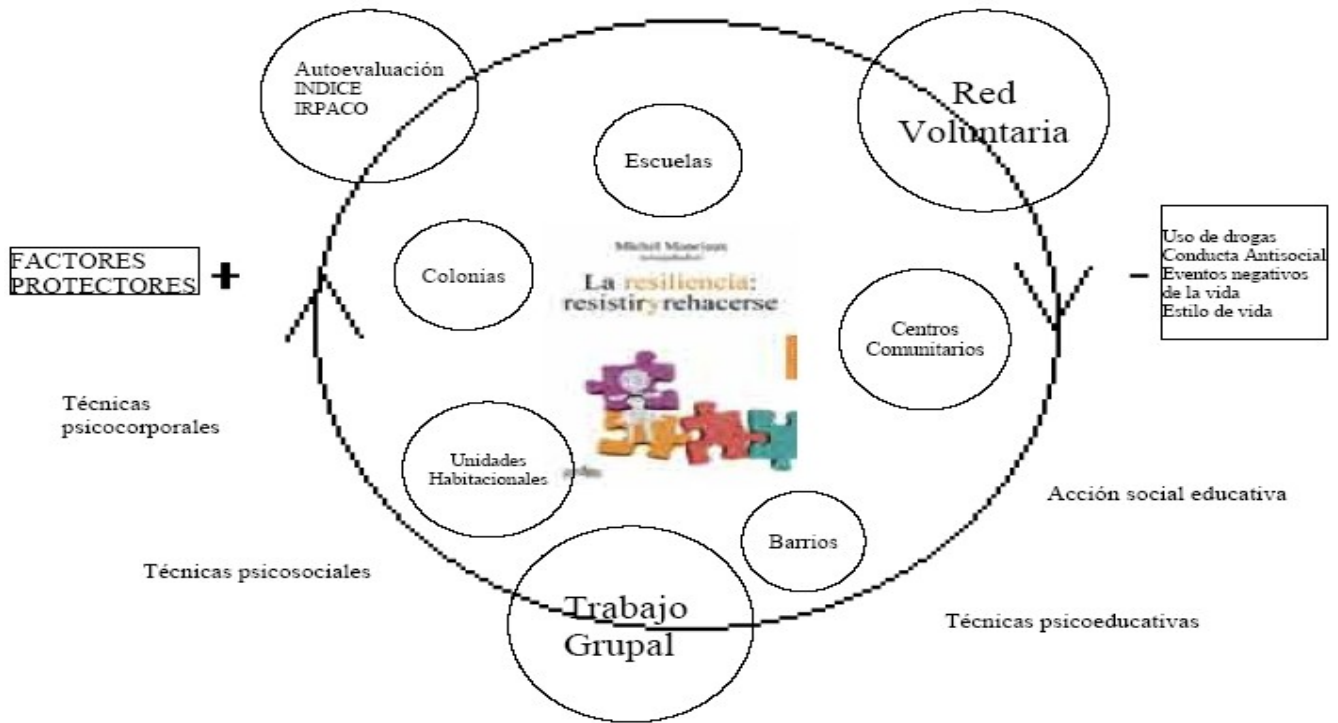 Autoevaluación
INDICE
IRPACO
Red
Voluntaria
Escuelas
Colonias
Michel Manciaux
La resiliencia:
resistir y rehacerse
FACTORES
PROTECTORES
+
-
Uso de drogas
Conducta Antisocial
Eventos negativos
de la vida
Estilo de vida
Centros
Comunitarios
Técnicas
psicocorporales
Unidades
Habitacionales
Acción social educativa
Barrios
Técnicas psicosociales
Trabajo
Grupal
Técnicas psicoeducativas